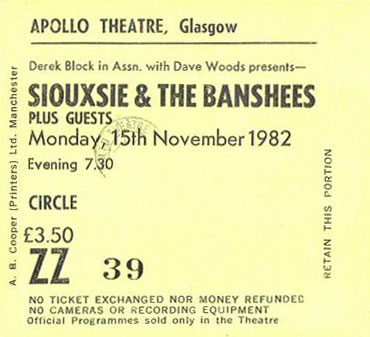 APOLLO THEATRE, Glasgow
Derek Block in Assn. with Dave Woods presents—
SIOUXSIE & THE BANSHEES
PLUS GUESTS
Monday, 15th November 1982
Evening 7.30
CIRCLE
£3.50
ZZ 39
NO TICKET EXCHANGED NOR MONEY REFUNDED
NO CAMERAS OR RECORDING EQUIPMENT
Official Programmes sold only in the Theatre
A. B. Cooper (Printers) Ltd. Manchester
RETAIN THIS PORTION